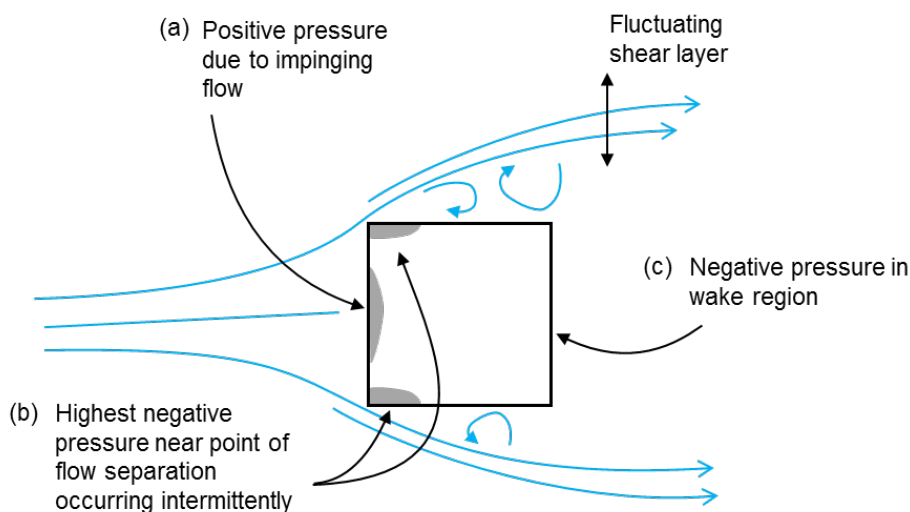 (a) Positive pressure
due to impinging
flow
Fluctuating
shear layer
(c) Negative pressure in
wake region
(b) Highest negative
pressure near point of
flow separation
occurring intermittently